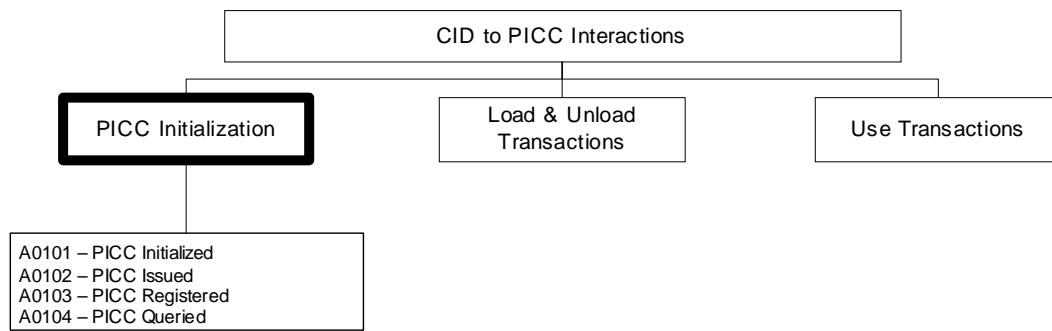 CID to PICC Interactions
PICC Initialization
Load & Unload
Transactions
Use Transactions
A0101 – PICC Initialized
A0102 – PICC Issued
A0103 – PICC Registered
A0104 – PICC Queried